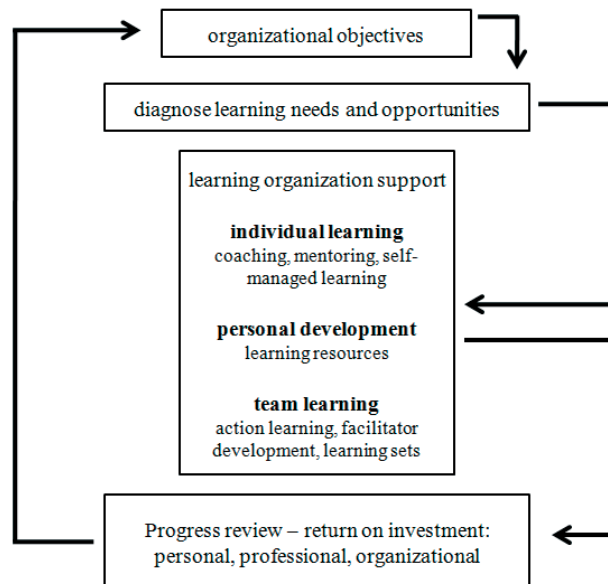 organizational objectives
diagnose learning needs and opportunities
learning organization support
individual learning
coaching, mentoring, self-
managed learning
personal development
learning resources
team learning
action learning, facilitator
development, learning sets
Progress review – return on investment:
personal, professional, organizational